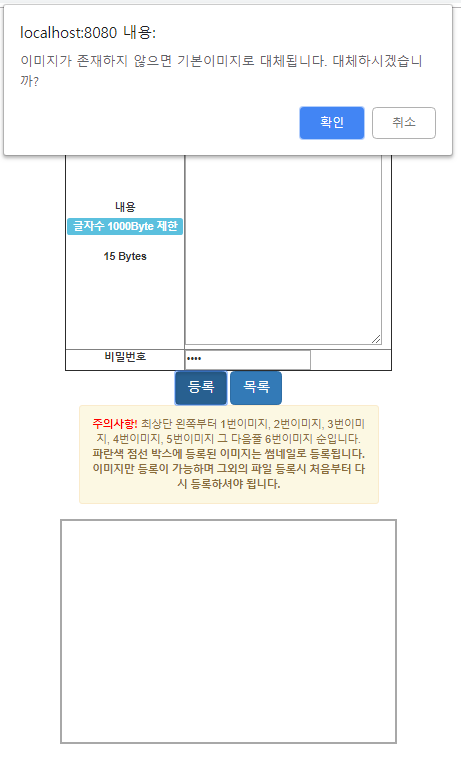 localhost:8080 내용:
이미지가 존재하지 않으면 기본이미지로 대체됩니다. 대체하시겠습니
까?
확인 취소
내용
글자수 1000Byte 제한
15 Bytes
비밀번호 ••••
등록 목록
주의사항! 최상단 왼쪽부터 1번이미지, 2번이미지, 3번이미
지, 4번이미지, 5번이미지 그 다음쭐 6번이미지 순입니다.
파란색 점선 박스에 등록된 이미지는 썸네일로 등록됩니다.
이미지만 등록이 가능하며 그외의 파일 등록시 처음부터 다
시 등록하셔야 됩니다.